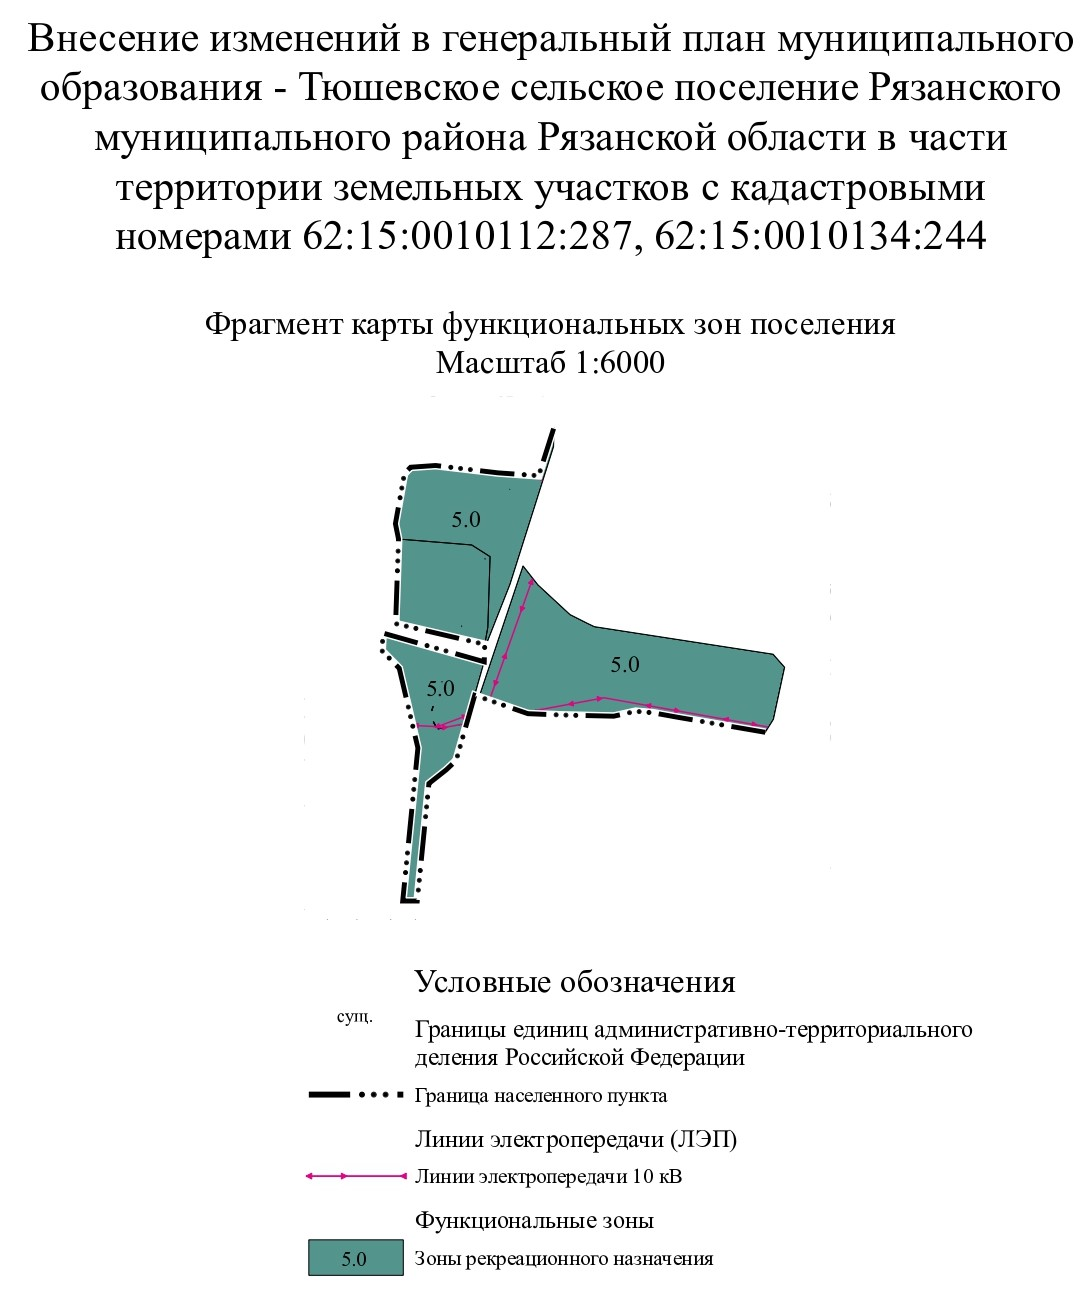 Внесение изменений в генеральный план муниципального
образования - Тюшевское сельское поселение Рязанского
муниципального района Рязанской области в части
территории земельных участков с кадастровыми
номерами 62:15:0010112:287, 62:15:0010134:244
Фрагмент карты функциональных зон поселения
Масштаб 1:6000
5.0
5.0
5.0
Условные обозначения
сущ.
Границы единиц административно-территориального
деления Российской Федерации
Граница населенного пункта
Линии электропередачи (ЛЭП)
Линии электропередачи 10 кВ
Функциональные зоны
5.0 Зоны рекреационного назначения